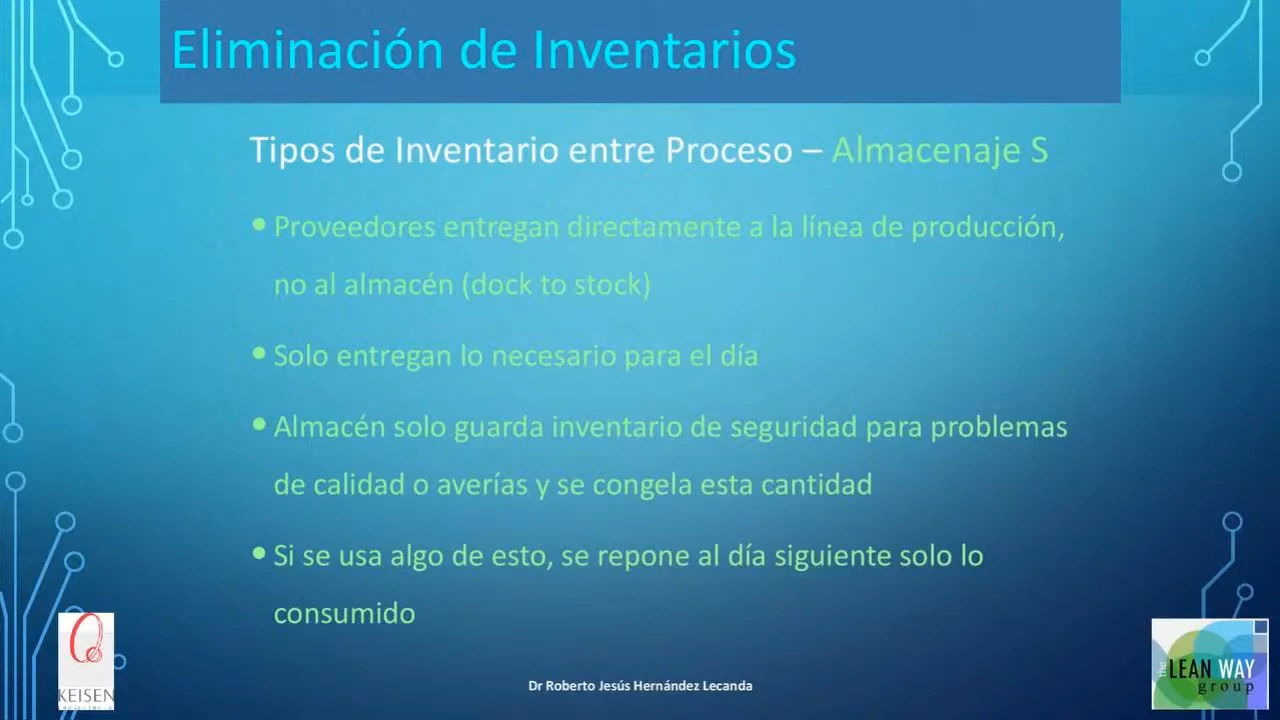 Eliminación de Inventarios
Tipos de Inventario entre Proceso – Almacenaje S
• Proveedores entregan directamente a la línea de producción,
no al almacén (dock to stock)
• Solo entregan lo necesario para el día
• Almacén solo guarda inventario de seguridad para problemas
de calidad o averías y se congela esta cantidad
• Si se usa algo de esto, se repone al día siguiente solo lo
consumido
KEISEN
Dr Roberto Jesús Hernández Lecanda
the LEAN WAY
group